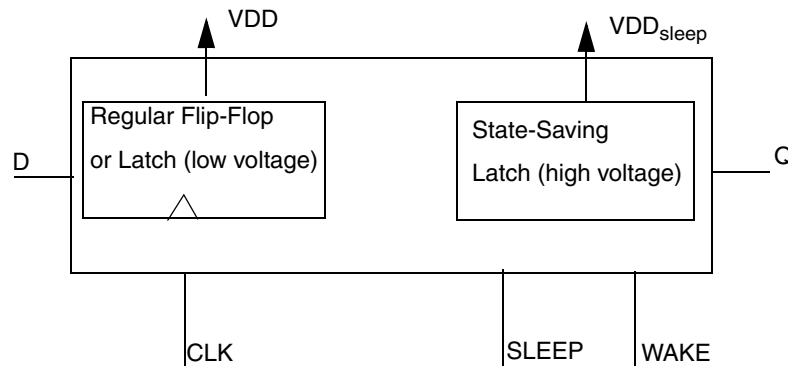 VDD
VDDsleep
Regular Flip-Flop
or Latch (low voltage)
State-Saving
Latch (high voltage)
D
Q
CLK
SLEEP
WAKE